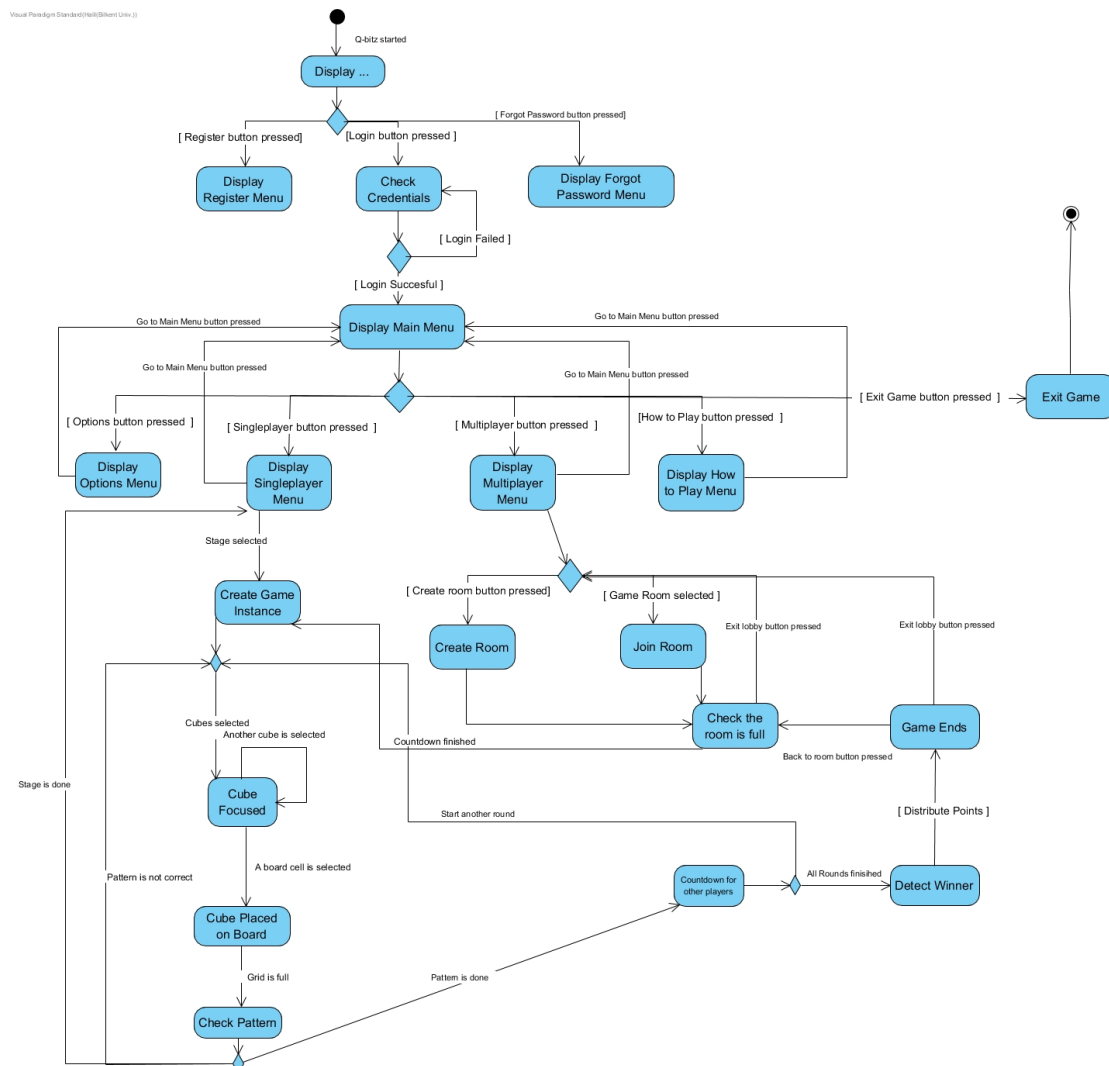 Visual Paradigm Standard(Halil(Bilkent Univ.))
Q-bitz started
Display ...
[ Forgot Password button pressed]
[ Register button pressed]
[Login button pressed ]
Display
Register Menu
Check
Credentials
Display Forgot
Password Menu
[ Login Failed ]
[ Login Succesful ]
Go to Main Menu button pressed
Display Main Menu
Go to Main Menu button pressed
Go to Main Menu button pressed
Go to Main Menu button pressed
[ Exit Game button pressed ]
Exit Game
[ Options button pressed ]
[ Singleplayer button pressed ]
[ Multiplayer button pressed ]
[How to Play button pressed ]
Display
Options Menu
Display
Singleplayer
Menu
Display
Multiplayer
Menu
Display How
to Play Menu
Stage selected
Create Game
Instance
[ Create room button pressed]
[ Game Room selected ]
Exit lobby button pressed
Exit lobby button pressed
Create Room
Join Room
Cubes selected
Another cube is selected
Countdown finished
Check the
room is full
Game Ends
Back to room button pressed
Stage is done
Cube
Focused
Start another round
[ Distribute Points ]
A board cell is selected
Pattern is not correct
Countdown for
other players
All Rounds finisihed
Detect Winner
Cube Placed
on Board
Grid is full
Pattern is done
Check Pattern